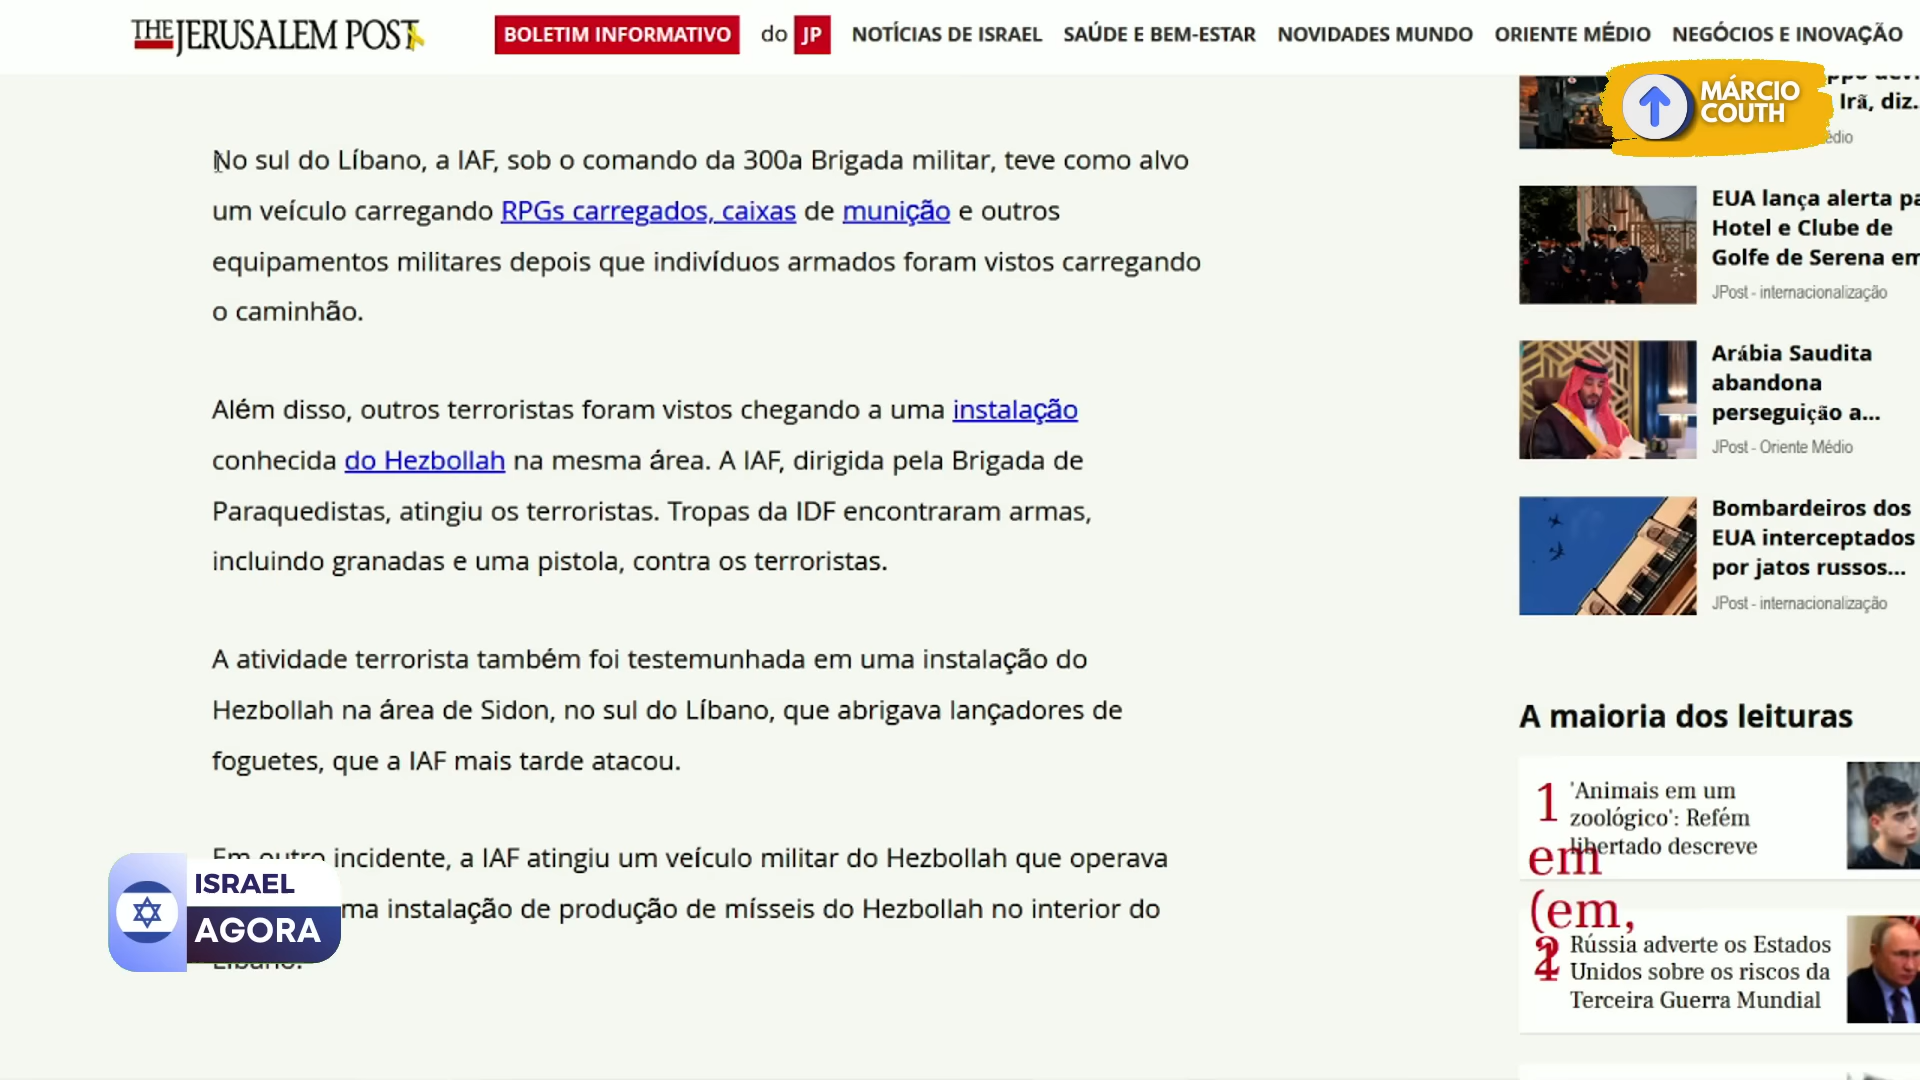 THE JERUSALEM POST
BOLETIM INFORMATIVO do JP NOTÍCIAS DE ISRAEL SAÚDE E BEM-ESTAR NOVIDADES MUNDO ORIENTE MÉDIO NEGÓCIOS E INOVAÇÃO
MÁRCIO
COUTH
No sul do Líbano, a IAF, sob o comando da 300a Brigada militar, teve como alvo
um veículo carregando RPGs carregados, caixas de munição e outros
equipamentos militares depois que indivíduos armados foram vistos carregando
o caminhão.
Além disso, outros terroristas foram vistos chegando a uma instalação
conhecida do Hezbollah na mesma área. A IAF, dirigida pela Brigada de
Paraquedistas, atingiu os terroristas. Tropas da IDF encontraram armas,
incluindo granadas e uma pistola, contra os terroristas.
A atividade terrorista também foi testemunhada em uma instalação do
Hezbollah na área de Sidon, no sul do Líbano, que abrigava lançadores de
foguetes, que a IAF mais tarde atacou.
Em outro incidente, a IAF atingiu um veículo militar do Hezbollah que operava
ma instalação de produção de mísseis do Hezbollah no interior do
Líbano.
ISRAEL
AGORA
Irã, diz...
édio
EUA lança alerta pa
Hotel e Clube de
Golfe de Serena em
JPost - internacionalização
Arábia Saudita
abandona
perseguição a...
JPost - Oriente Médio
Bombardeiros dos
EUA interceptados
por jatos russos...
JPost - internacionalização
A maioria dos leituras
1 'Animais em um
zoológico': Refém
libertado descreve
em
(em,
2 Rússia adverte os Estados
Unidos sobre os riscos da
Terceira Guerra Mundial